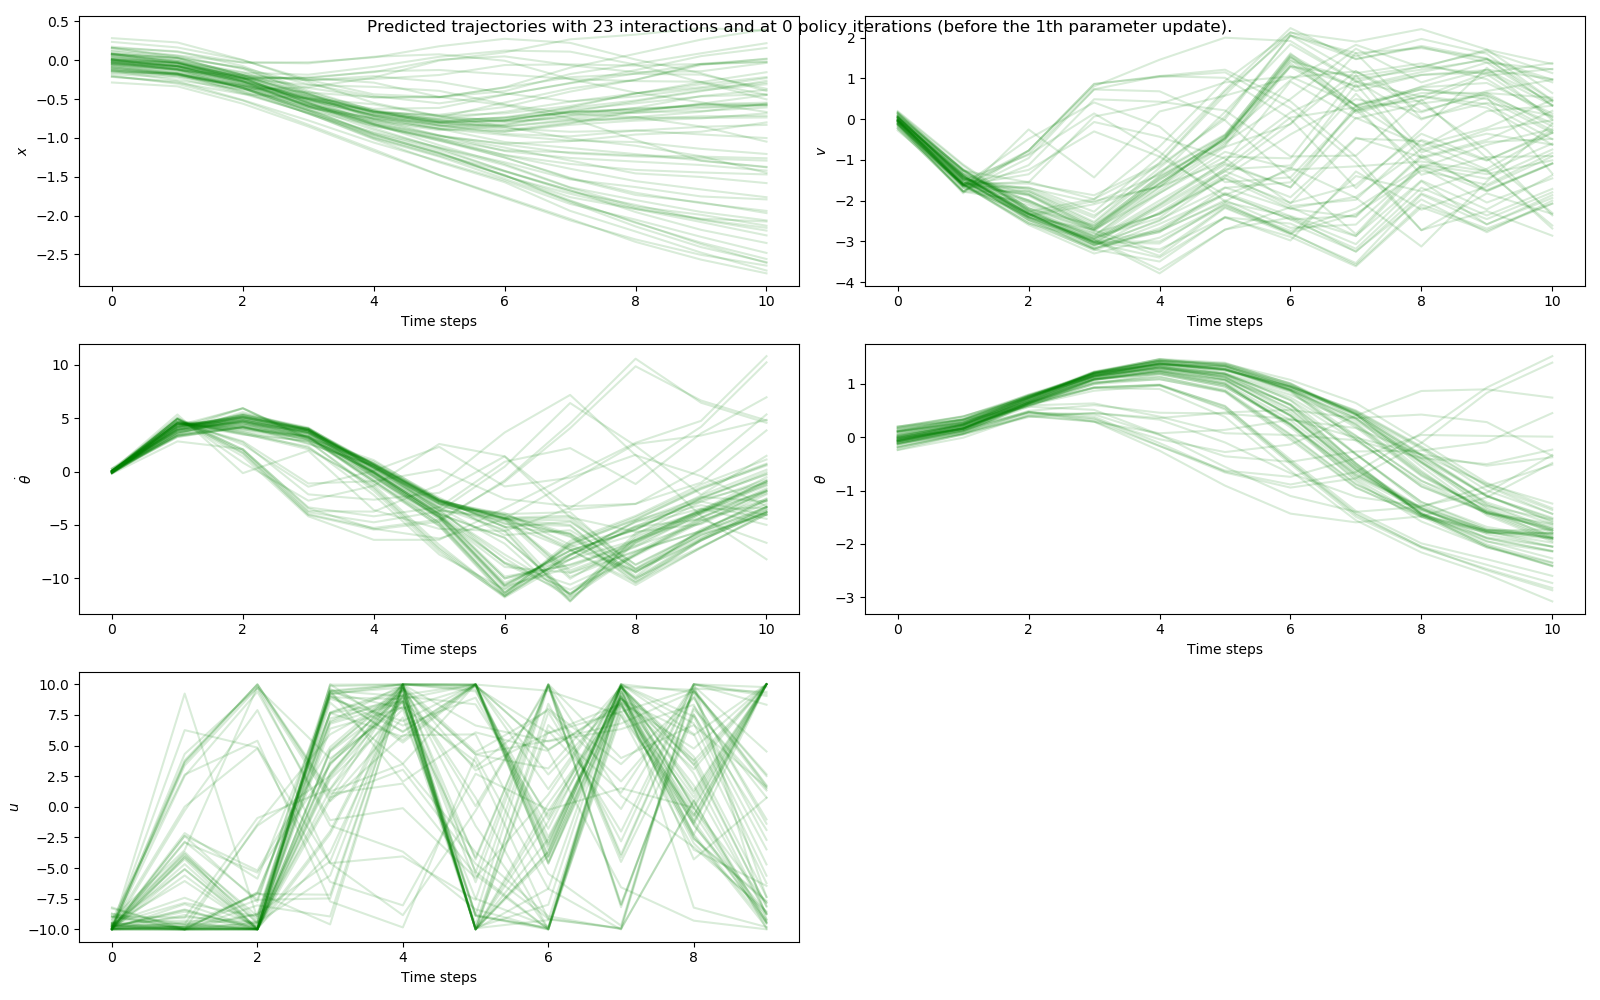 Predicted trajectories with 23 interactions and at 0 policy iterations (before the 1th parameter update).
0.5
0.0
−0.5
−1.0
−1.5
−2.0
−2.5
x
0 2 4 6 8 10
Time steps
2
1
0
−1
−2
−3
−4
v
0 2 4 6 8 10
Time steps
10
5
0
−5
−10
θ̇
0 2 4 6 8 10
Time steps
1
0
−1
−2
−3
θ
0 2 4 6 8 10
Time steps
10.0
7.5
5.0
2.5
0.0
−2.5
−5.0
−7.5
−10.0
u
0 2 4 6 8
Time steps